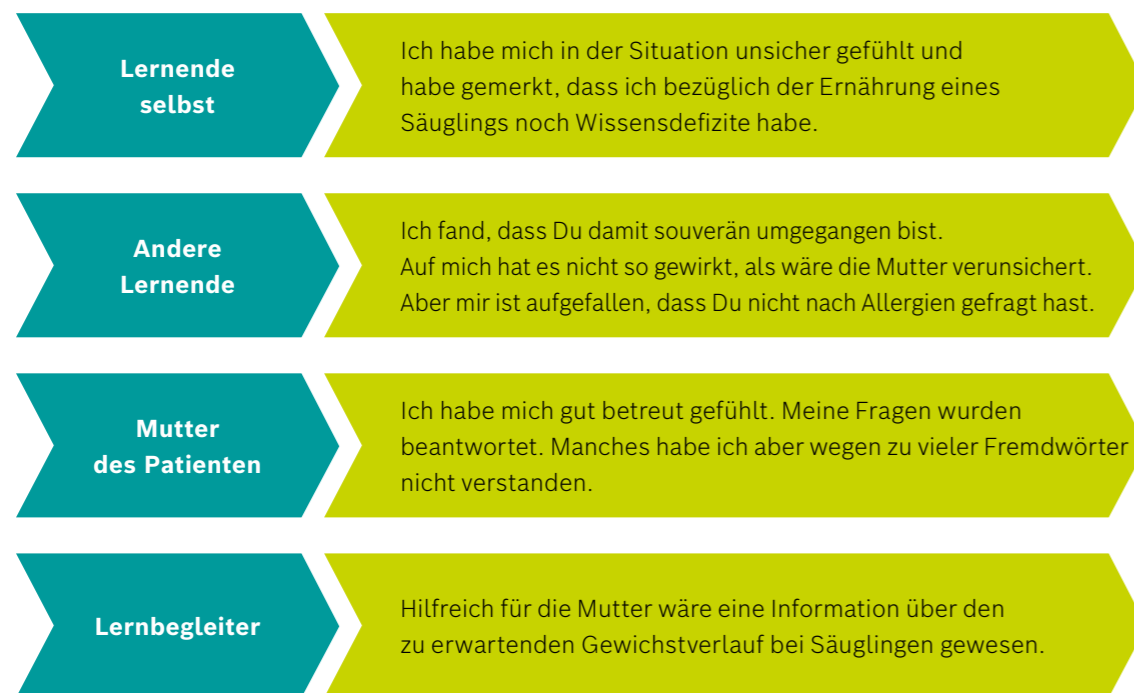 Lernende
selbst
Ich habe mich in der Situation unsicher gefühlt und
habe gemerkt, dass ich bezüglich der Ernährung eines
Säuglings noch Wissensdefizite habe.
Andere
Lernende
Ich fand, dass Du damit souverän umgegangen bist.
Auf mich hat es nicht so gewirkt, als wäre die Mutter verunsichert.
Aber mir ist aufgefallen, dass Du nicht nach Allergien gefragt hast.
Mutter
des Patienten
Ich habe mich gut betreut gefühlt. Meine Fragen wurden
beantwortet. Manches habe ich aber wegen zu vieler Fremdwörter
nicht verstanden.
Lernbegleiter
Hilfreich für die Mutter wäre eine Information über den
zu erwartenden Gewichstverlauf bei Säuglingen gewesen.